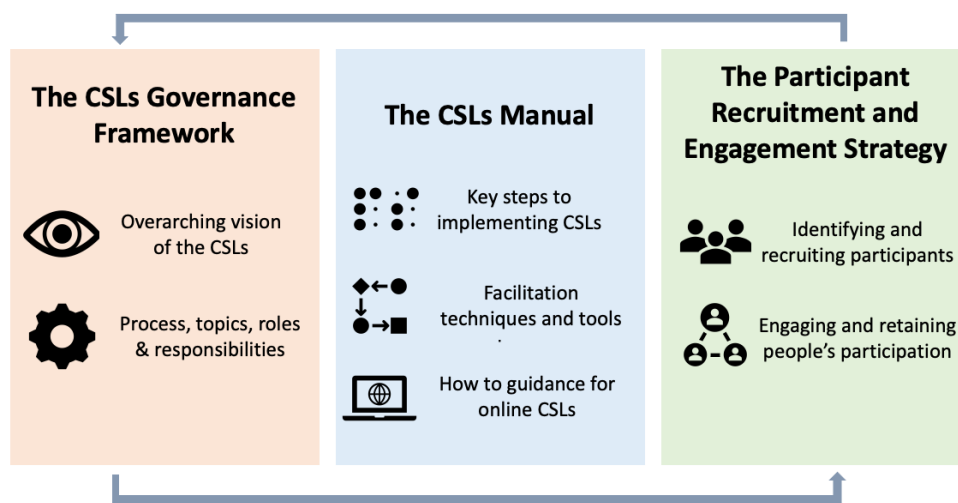 The CSLs Governance
Framework
Overarching vision
of the CSLs
Process, topics, roles
& responsibilities
The CSLs Manual
Key steps to
implementing CSLs
Facilitation
techniques and tools
How to guidance for
online CSLs
The Participant
Recruitment and
Engagement Strategy
Identifying and
recruiting participants
Engaging and retaining
people’s participation